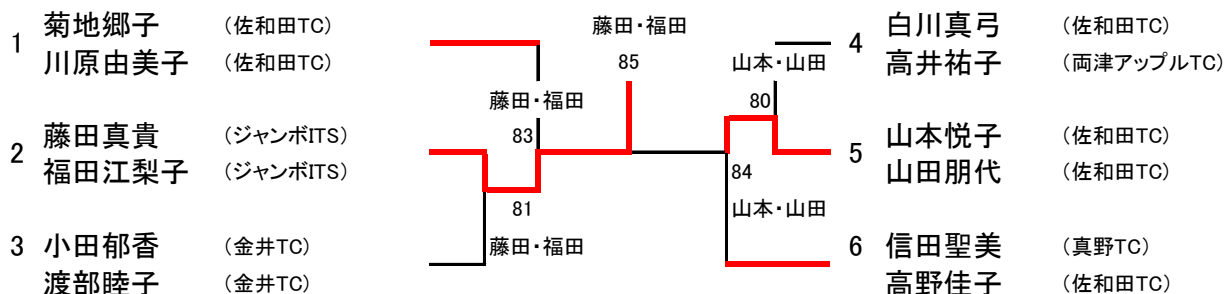 1 菊地郷子 （佐和田TC）
川原由美子 （佐和田TC）
2 藤田真貴 （ジャンボITS）
福田江梨子 （ジャンボITS）
3 小田郁香 （金井TC）
渡部睦子 （金井TC）
藤田・福田
83
81
藤田・福田
藤田・福田
85
山本・山田
80
84
山本・山田
4 白川真弓 （佐和田TC）
高井祐子 （両津アップルTC）
5 山本悦子 （佐和田TC）
山田朋代 （佐和田TC）
6 信田聖美 （真野TC）
高野佳子 （佐和田TC）